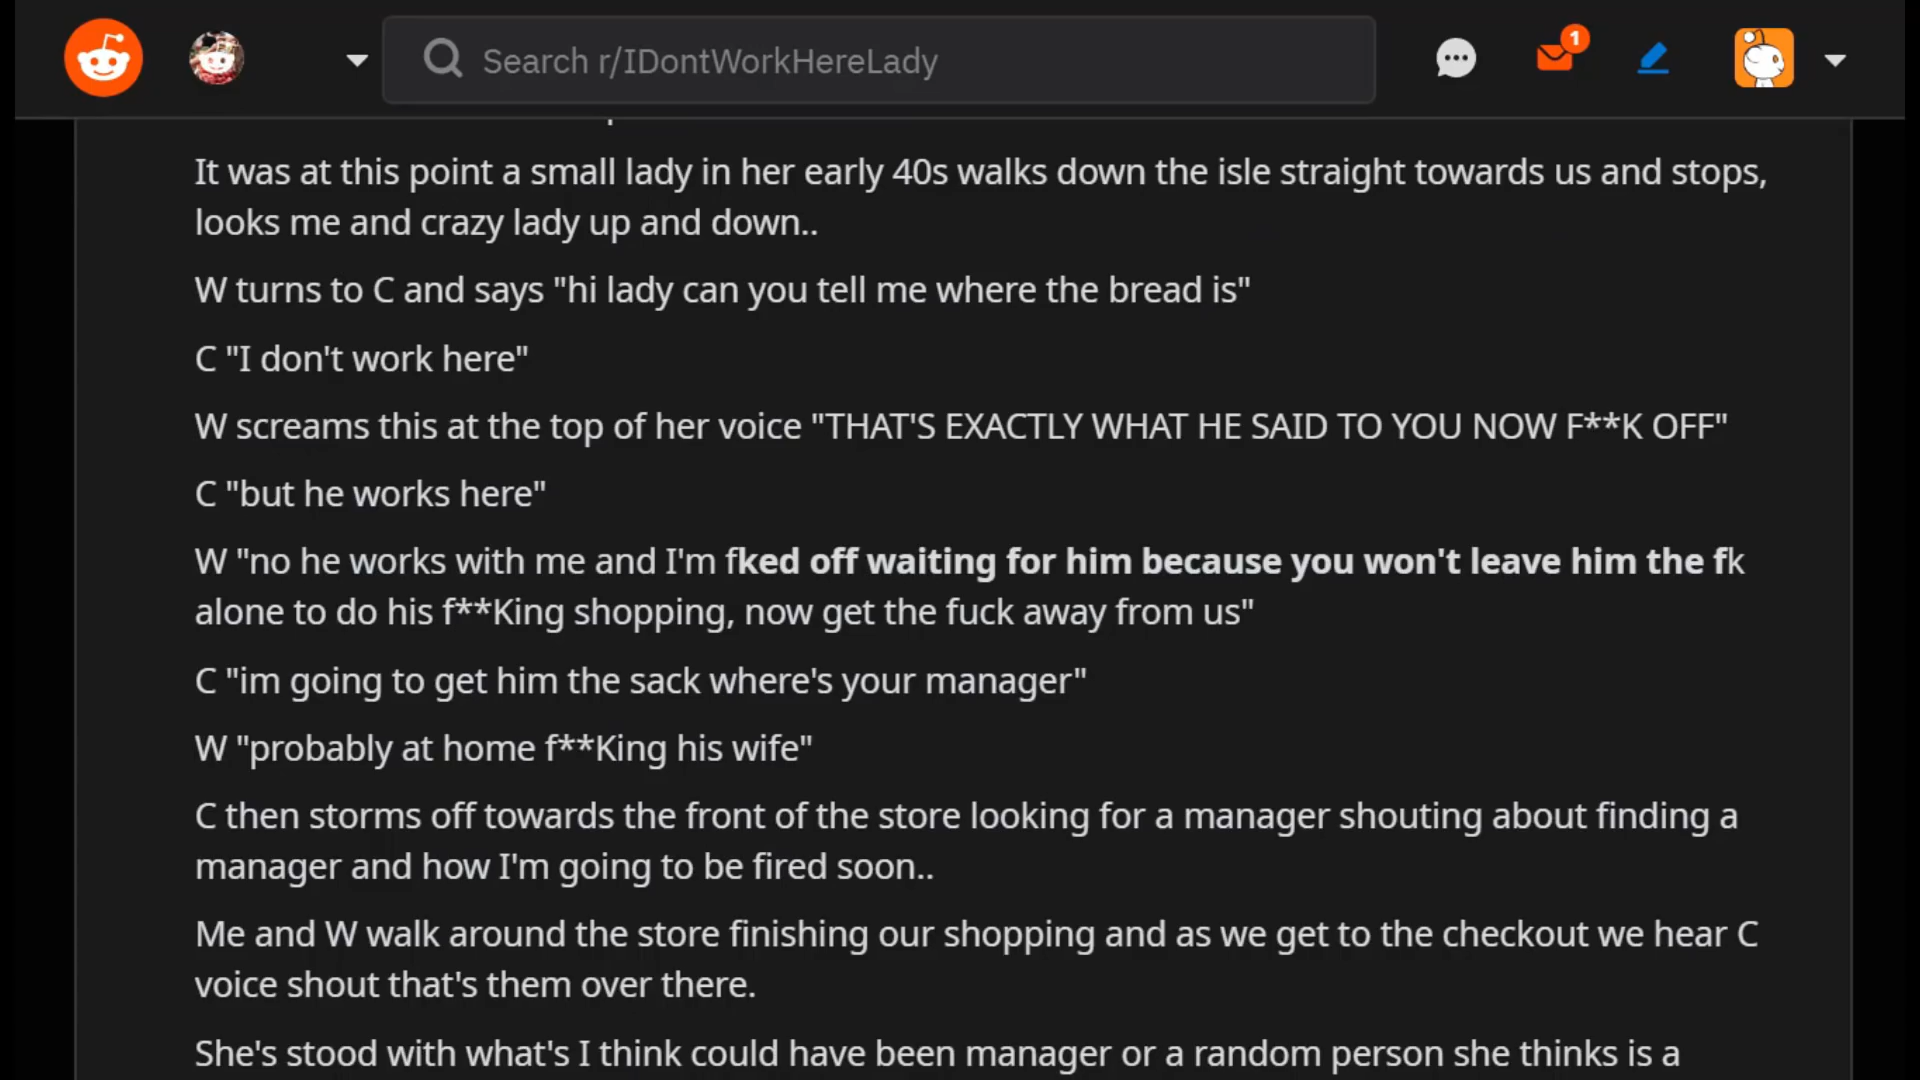 Search r/IDontWorkHereLady
1
It was at this point a small lady in her early 40s walks down the isle straight towards us and stops,
looks me and crazy lady up and down..
W turns to C and says "hi lady can you tell me where the bread is"
C "I don't work here"
W screams this at the top of her voice "THAT'S EXACTLY WHAT HE SAID TO YOU NOW F**K OFF"
C "but he works here"
W "no he works with me and I'm fked off waiting for him because you won't leave him the fk
alone to do his f**King shopping, now get the fuck away from us"
C "im going to get him the sack where's your manager"
W "probably at home f**King his wife"
C then storms off towards the front of the store looking for a manager shouting about finding a
manager and how I'm going to be fired soon..
Me and W walk around the store finishing our shopping and as we get to the checkout we hear C
voice shout that's them over there.
She's stood with what's I think could have been manager or a random person she thinks is a